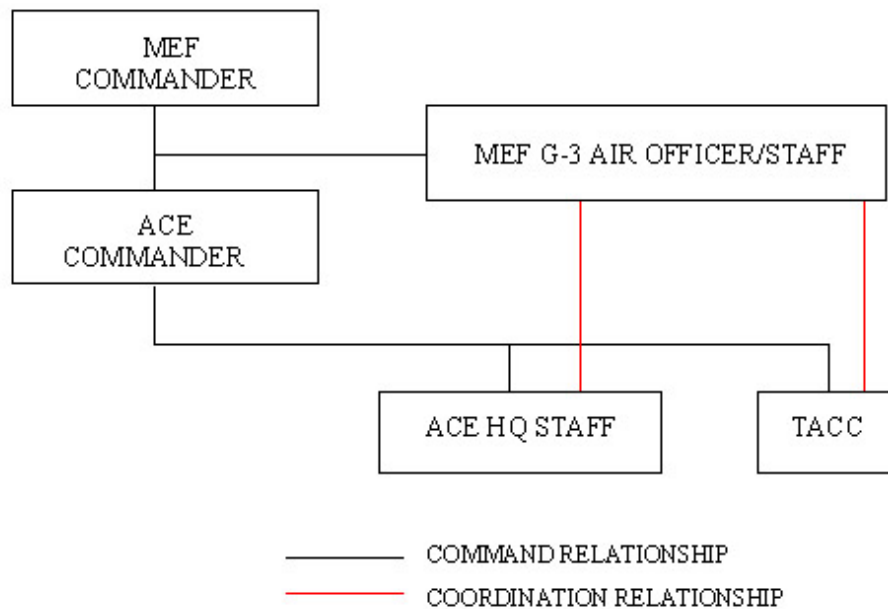 MEF
COMMANDER
MEF G-3 AIR OFFICER/STAFF
ACE
COMMANDER
ACE HQ STAFF
TACC
COMMAND RELATIONSHIP
COORDINATION RELATIONSHIP